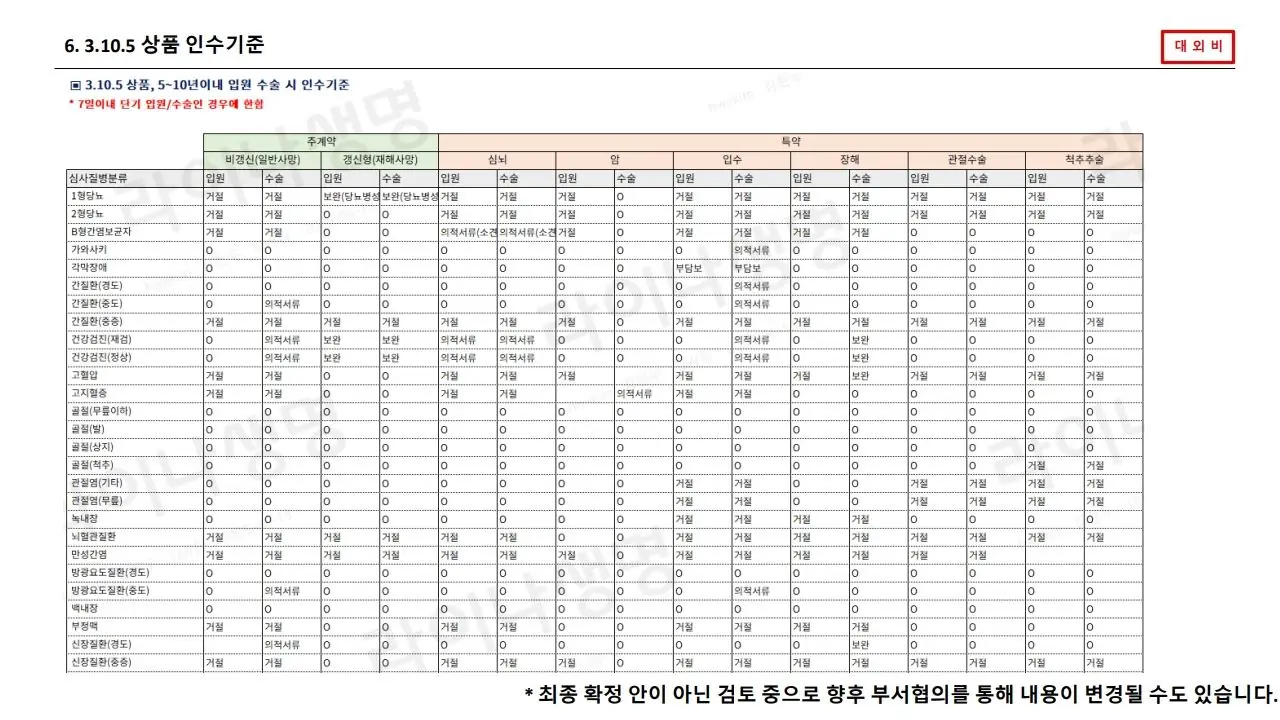 6. 3.10.5 상품 인수기준
대 외 비
▣ 3.10.5 상품, 5~10년이내 입원 수술 시 인수기준
* 7일이내 단기 입원/수술인 경우에 한함
주계약 특약
비갱신(일반사망) 갱신형(재해사망) 심뇌 암 입수 장해 관절수술 척추추술
심사질병분류 입원 수술 입원 수술 입원 수술 입원 수술 입원 수술 입원 수술 입원 수술 입원 수술
1형당뇨 거절 거절 보완(당뇨병성 보완(당뇨병성 거절 거절 거절 O 거절 거절 거절 거절 거절 거절 거절 거절
2형당뇨 거절 거절 O O 거절 거절 거절 거절 거절 거절 거절 거절 거절 거절 거절 거절
B형간염보균자 거절 거절 O O 의적서류(소견 의적서류(소견 거절 O 거절 거절 거절 거절 O O O O
가와사키 O O O O O O O O O 의적서류 O O O O O O
각막장애 O O O O O O O O 부담보 부담보 O O O O O O
간질환(경도) O O O O O O O O O 의적서류 O O O O O O
간질환(중도) O 의적서류 O O O O O O O 의적서류 O O O O O O
간질환(중증) 거절 거절 거절 거절 거절 거절 거절 O 거절 거절 거절 거절 거절 거절 거절 거절
건강검진(재검) O 의적서류 보완 보완 의적서류 의적서류 O O O 의적서류 O 보완 O O O O
건강검진(정상) O 의적서류 보완 보완 의적서류 의적서류 O O O 의적서류 O 보완 O O O O
고혈압 거절 거절 O O 거절 거절 거절 거절 거절 거절 보완 거절 거절 거절 거절
고지혈증 거절 거절 O O 거절 거절 의적서류 거절 거절 O O O O O O
골절(무릎이하) O O O O O O O O O O O O O O O O
골절(발) O O O O O O O O O O O O O O O O
골절(상지) O O O O O O O O O O O O O O O O
골절(척추) O O O O O O O O O O O O O O 거절 거절
관절염(기타) O O O O O O O O 거절 거절 O O 거절 거절 거절 거절
관절염(무릎) O O O O O O O O 거절 거절 O O 거절 거절 거절 거절
녹내장 O O O O O O O O 거절 거절 거절 거절 O O O O
뇌혈관질환 거절 거절 거절 거절 거절 거절 O O 거절 거절 거절 거절 거절 거절 거절 거절
만성간염 거절 거절 거절 거절 거절 거절 거절 O 거절 거절 거절 거절 거절 거절
방광요도질환(경도) O O O O O O O O O O O O O O O O
방광요도질환(중도) O 의적서류 O O O O O O O 의적서류 O O O O O O
백내장 O O O O O O O O O O O O O O O O
부정맥 거절 거절 O O 거절 거절 O O 거절 거절 거절 거절 O O O O
신장질환(경도) 의적서류 O O O O O O O O O 보완 O O O O
신장질환(중증) 거절 거절 O O 거절 거절 거절 O 거절 거절 거절 거절 거절 거절 거절 거절
* 최종 확정 안이 아닌 검토 중으로 향후 부서협의를 통해 내용이 변경될 수도 있습니다.
라이나생명
라이나생명
라이나생명
라이나생명